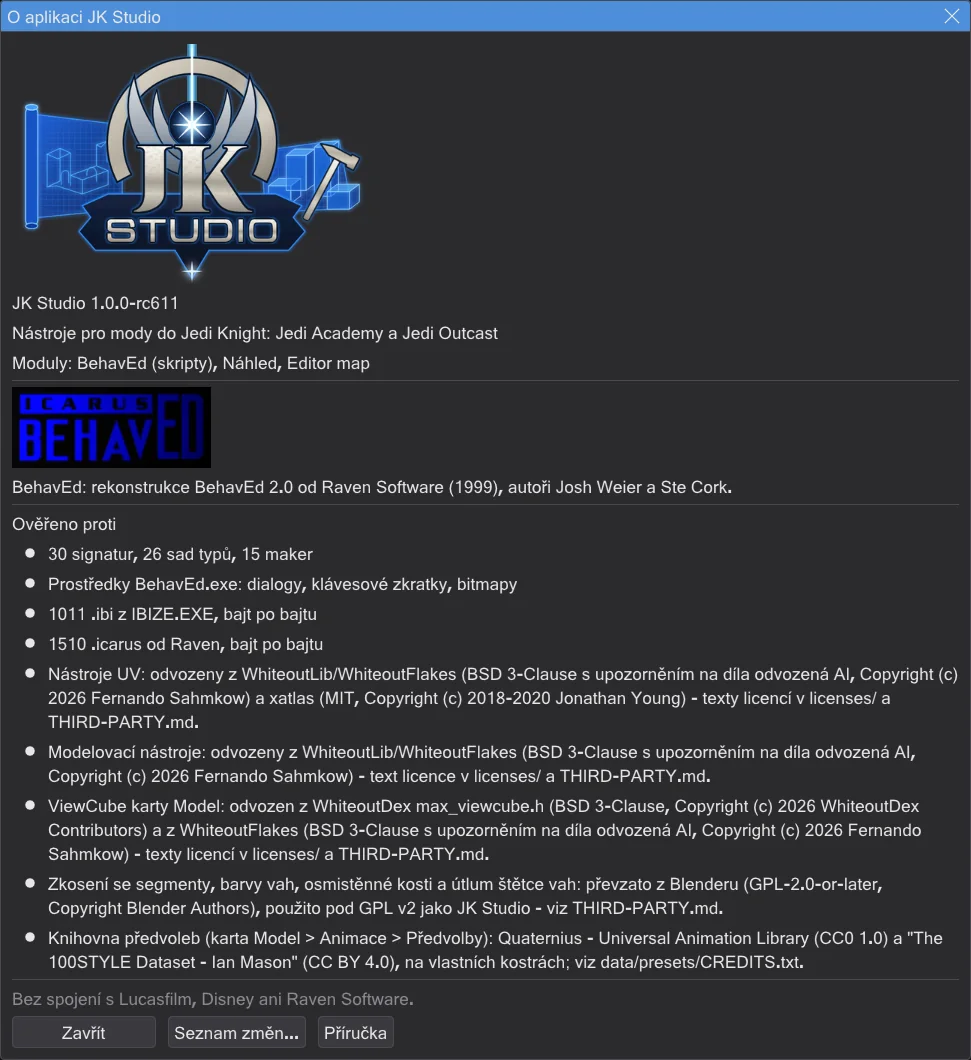 O aplikaci JK Studio
JK
STUDIO
JK Studio 1.0.0-rc611
Nástroje pro mody do Jedi Knight: Jedi Academy a Jedi Outcast
Moduly: BehavEd (skripty), Náhled, Editor map
ICARUS
BEHAVED
BehavEd: rekonstrukce BehavEd 2.0 od Raven Software (1999), autoři Josh Weier a Ste Cork.
Ověřeno proti
30 signatur, 26 sad typů, 15 maker
Prostředky BehavEd.exe: dialogy, klávesové zkratky, bitmapy
1011 .ibi z IBIZE.EXE, bajt po bajtu
1510 .icarus od Raven, bajt po bajtu
Nástroje UV: odvozeny z WhiteoutLib/WhiteoutFlakes (BSD 3-Clause s upozorněním na díla odvozená AI, Copyright (c)
2026 Fernando Sahmkow) a xatlas (MIT, Copyright (c) 2018-2020 Jonathan Young) - texty licencí v licenses/ a
THIRD-PARTY.md.
Modelovací nástroje: odvozeny z WhiteoutLib/WhiteoutFlakes (BSD 3-Clause s upozorněním na díla odvozená AI,
Copyright (c) 2026 Fernando Sahmkow) - text licence v licenses/ a THIRD-PARTY.md.
ViewCube karty Model: odvozen z WhiteoutDex max_viewcube.h (BSD 3-Clause, Copyright (c) 2026 WhiteoutDex
Contributors) a z WhiteoutFlakes (BSD 3-Clause s upozorněním na díla odvozená AI, Copyright (c) 2026 Fernando
Sahmkow) - texty licencí v licenses/ a THIRD-PARTY.md.
Zkosení se segmenty, barvy vah, osmistěnné kosti a útlum štětce vah: převzato z Blenderu (GPL-2.0-or-later,
Copyright Blender Authors), použito pod GPL v2 jako JK Studio - viz THIRD-PARTY.md.
Knihovna předvoleb (karta Model > Animace > Předvolby): Quaternius - Universal Animation Library (CC0 1.0) a "The
100STYLE Dataset - Ian Mason" (CC BY 4.0), na vlastních kostrách; viz data/presets/CREDITS.txt.
Bez spojení s Lucasfilm, Disney ani Raven Software.
Zavřít
Seznam změn...
Příručka